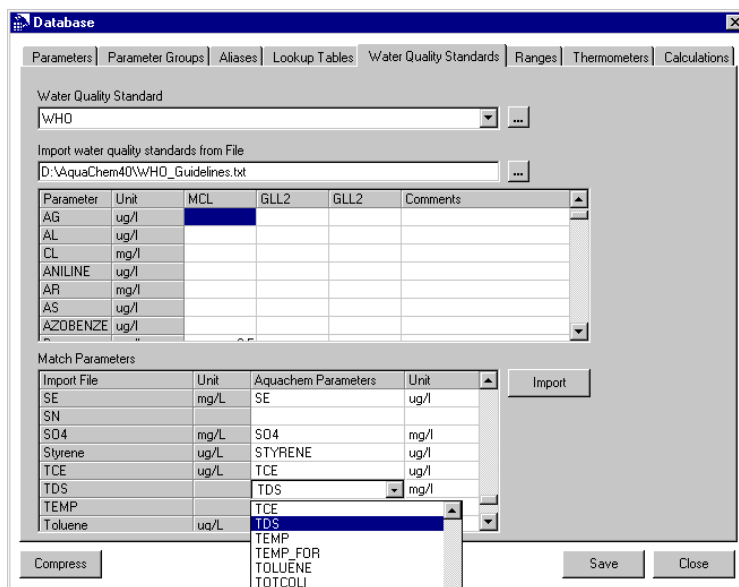 Database
Parameters Parameter Groups Aliases Lookup Tables Water Quality Standards Ranges Thermometers Calculations
Water Quality Standard
WHO
...
Import water quality standards from File
D:\AquaChem40\WHO_Guidelines.txt
...
Parameter Unit MCL GLL2 GLL2 Comments
AG ug/l
AL ug/l
CL mg/l
ANILINE ug/l
AR mg/l
AS ug/l
AZOBENZE ug/l
Match Parameters
Import File Unit Aquachem Parameters Unit
Import
SE mg/L SE ug/l
SN
SO4 mg/L SO4 mg/l
Styrene ug/L STYRENE ug/l
TCE ug/L TCE ug/l
TDS TDS mg/l
TEMP TCE
TDS
Toluene ug/L
TEMP
TEMP_FOR
TOLUENE
TOTCOLI
Compress
Save
Close